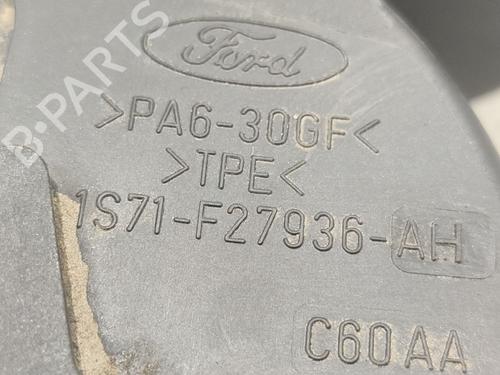 Ford
>PA6-30GF<
>TPE<
1S71-F27936-AH
C60AA
B-PARTS